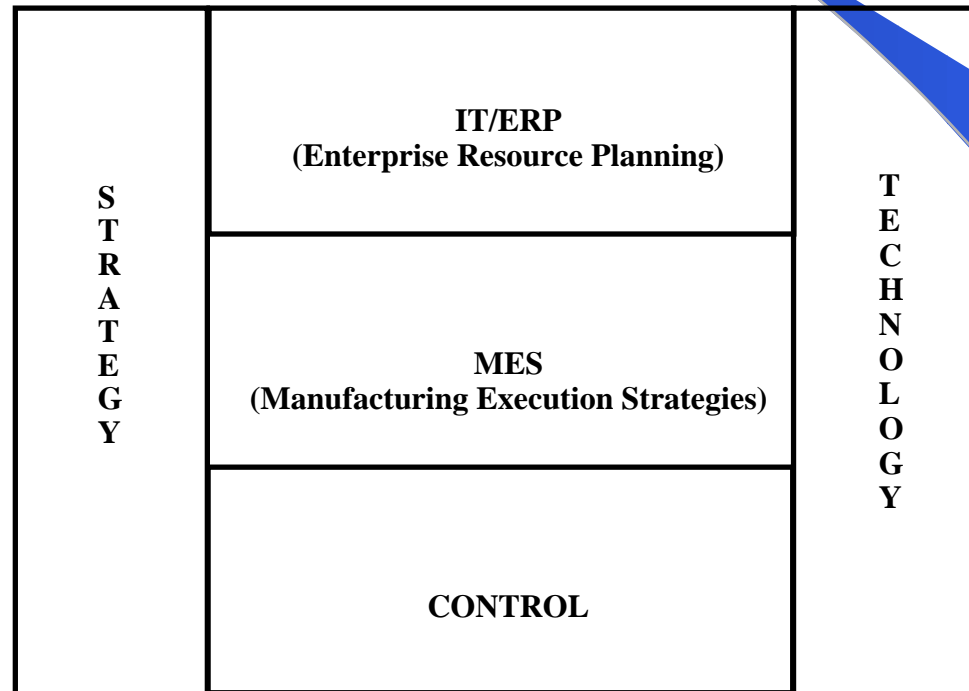 STRATEGY
IT/ERP
(Enterprise Resource Planning)
MES
(Manufacturing Execution Strategies)
CONTROL
TECHNOLOGY